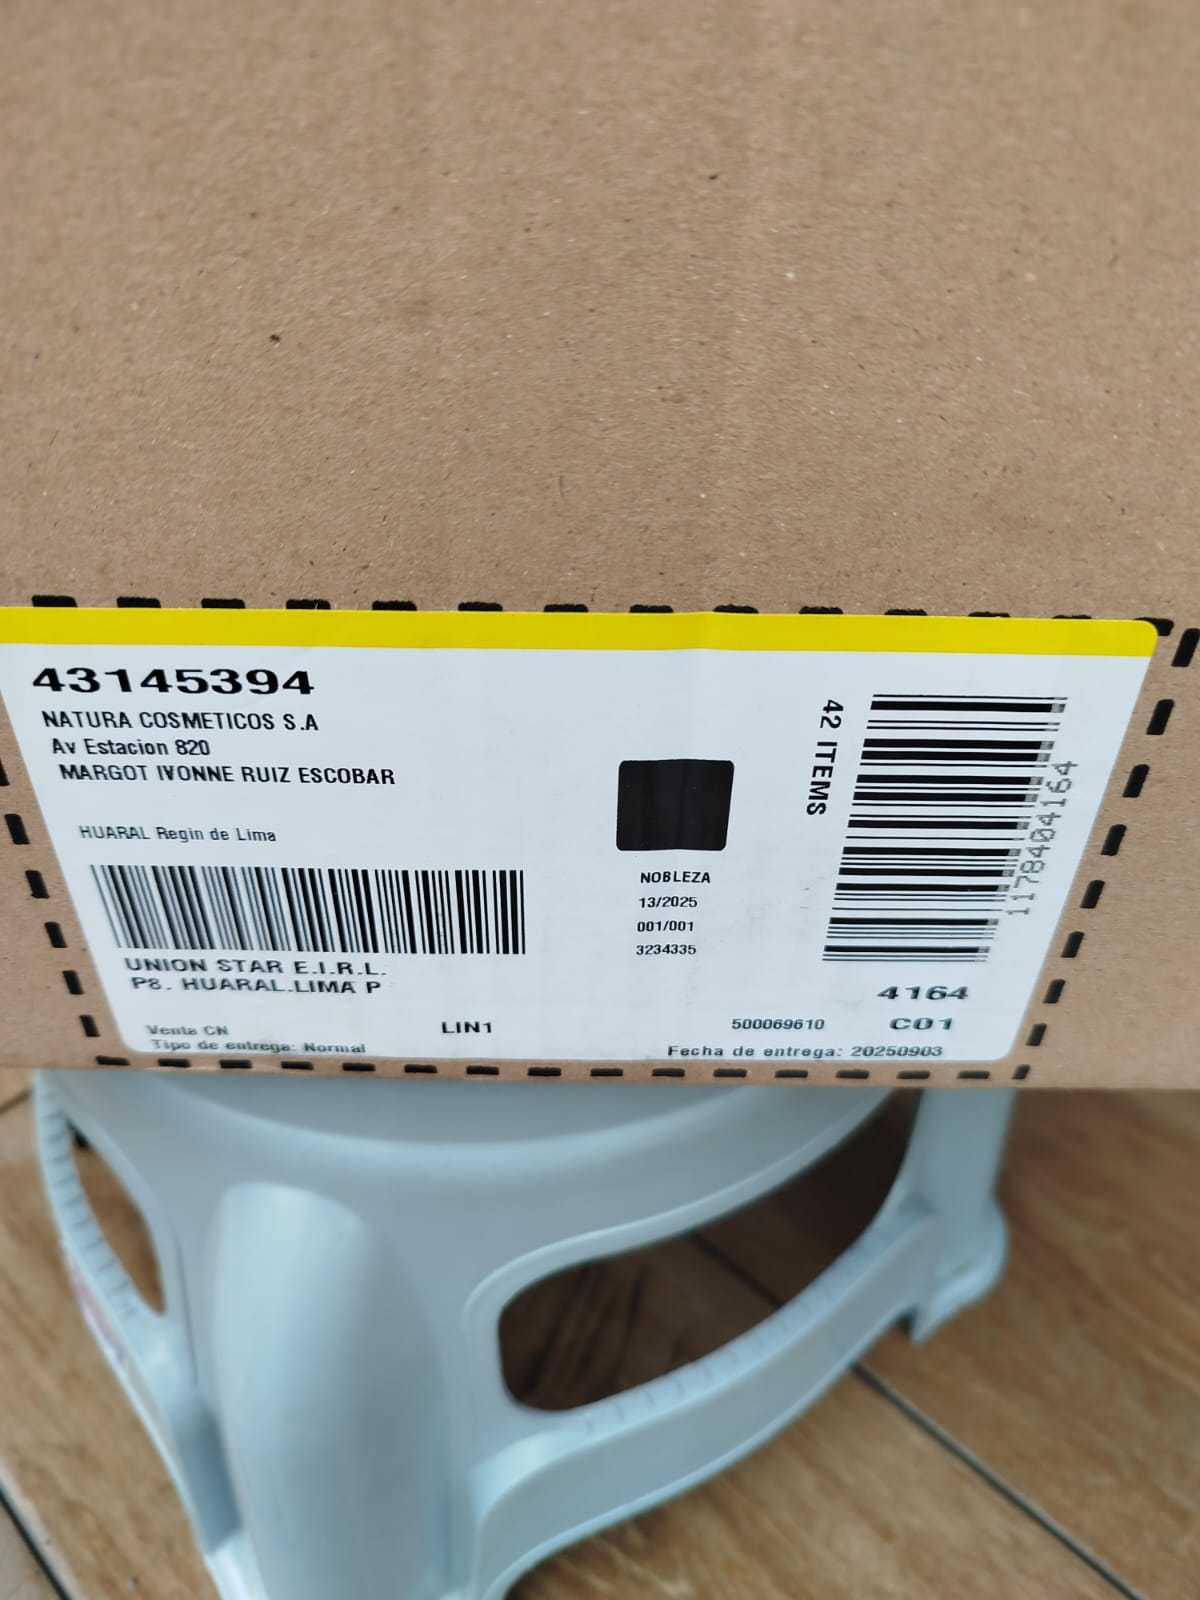 43145394
NATURA COSMETICOS S.A
Av Estacion 820
MARGOT IVONNE RUIZ ESCOBAR
HUARAL Regin de Lima
UNION STAR E.I.R.L.
P8. HUARAL.LIMA P
Venta CN
Tipo de entrega: Normal
LIN1
NOBLEZA
13/2025
001/001
3234335
42 ITEMS
1178404164
4164
500069610
C01
Fecha de entrega: 20250903